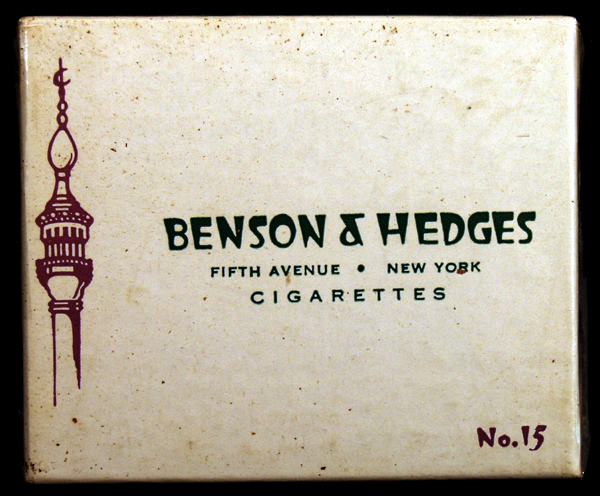 BENSON & HEDGES
FIFTH AVENUE • NEW YORK
CIGARETTES
No.15